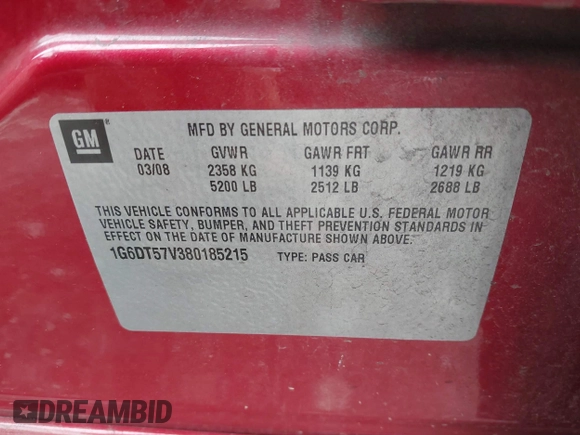 GM
MFD BY GENERAL MOTORS CORP.
DATE GVWR GAWR FRT GAWR RR
03/08 2358 KG 1139 KG 1219 KG
5200 LB 2512 LB 2688 LB
THIS VEHICLE CONFORMS TO ALL APPLICABLE U.S. FEDERAL MOTOR
VEHICLE SAFETY, BUMPER, AND THEFT PREVENTION STANDARDS IN
EFFECT ON THE DATE OF MANUFACTURE SHOWN ABOVE.
1G6DT57V380185215 TYPE: PASS CAR
DREAMBID